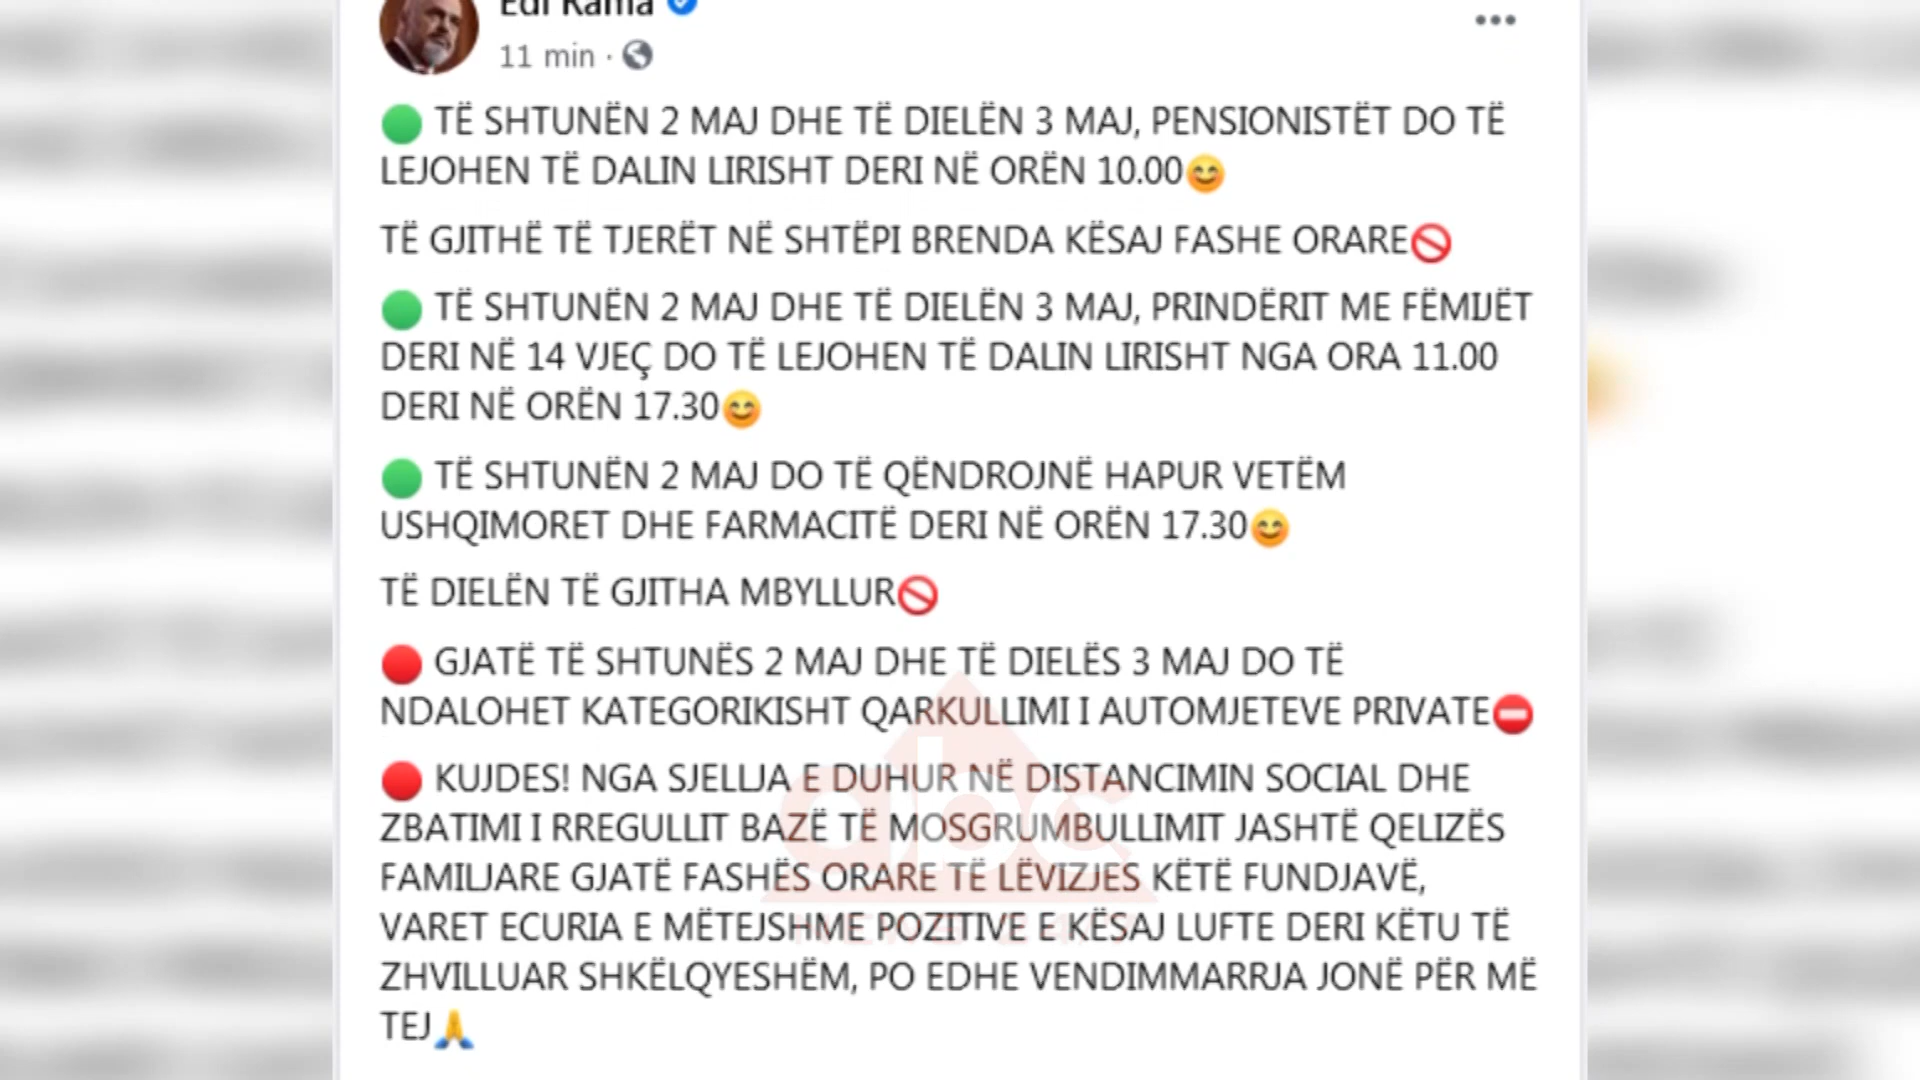 Edi Rama
11 min ·
TË SHTUNËN 2 MAJ DHE TË DIELËN 3 MAJ, PENSIONISTËT DO TË
LEJOHEN TË DALIN LIRISHT DERI NË ORËN 10.00😊
TË GJITHË TË TJERËT NË SHTËPI BRENDA KËSAJ FASHE ORARE🚫
TË SHTUNËN 2 MAJ DHE TË DIELËN 3 MAJ, PRINDËRIT ME FËMIJËT
DERI NË 14 VJEÇ DO TË LEJOHEN TË DALIN LIRISHT NGA ORA 11.00
DERI NË ORËN 17.30😊
TË SHTUNËN 2 MAJ DO TË QËNDROJNË HAPUR VETËM
USHQIMORET DHE FARMACITË DERI NË ORËN 17.30😊
TË DIELËN TË GJITHA MBYLLUR🚫
GJATË TË SHTUNËS 2 MAJ DHE TË DIELËS 3 MAJ DO TË
NDALOHET KATEGORIKISHT QARKULLIMI I AUTOMJETEVE PRIVATE⛔
KUJDES! NGA SJELLJA E DUHUR NË DISTANCIMIN SOCIAL DHE
ZBATIMI I RREGULLIT BAZË TË MOSGRUMBULLIMIT JASHTË QELIZËS
FAMILJARE GJATË FASHËS ORARE TË LËVIZJES KËTË FUNDJAVË,
VARET ECURIA E MËTEJSHME POZITIVE E KËSAJ LUFTE DERI KËTU TË
ZHVILLUAR SHKËLQYESHËM, PO EDHE VENDIMMARRJA JONË PËR MË
TEJ🙏
abc
NEWS 24/7